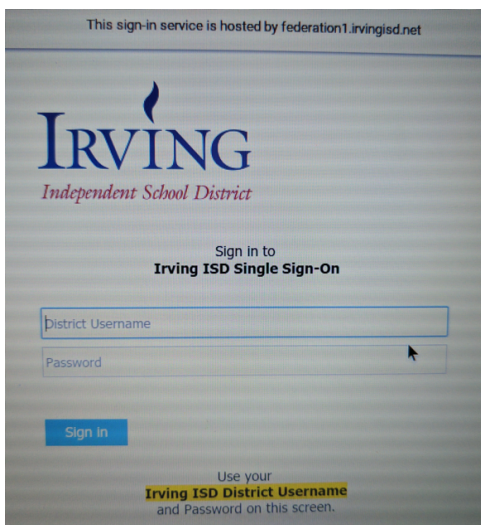 This sign-in service is hosted by federation1.irvingisd.net
IRVING
Independent School District
Sign in to
Irving ISD Single Sign-On
District Username
Password
Sign in
Use your
Irving ISD District Username
and Password on this screen.